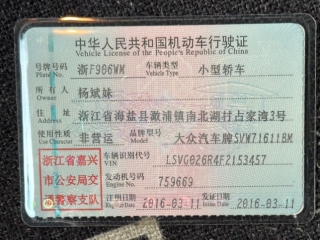 中华人民共和国机动车行驶证
Vehicle License of the People's Republic of China
号牌号码 浙F906WM 车辆类型 小型轿车
Plate No. Vehicle Type
所有人 杨斌妹
Owner
住址 浙江省海盐县澉浦镇南北湖村占家湾3号
Address
使用性质 非营运 品牌型号 大众汽车牌SVW71611BM
Use Character Model
浙江省嘉兴
市公安局交
通警察支队
车辆识别代号 LSVG026R4F2153457
VIN
发动机号码 759669
Engine No.
注册日期 2016-03-11 发证日期 2016-03-11
Register Date Issue Date